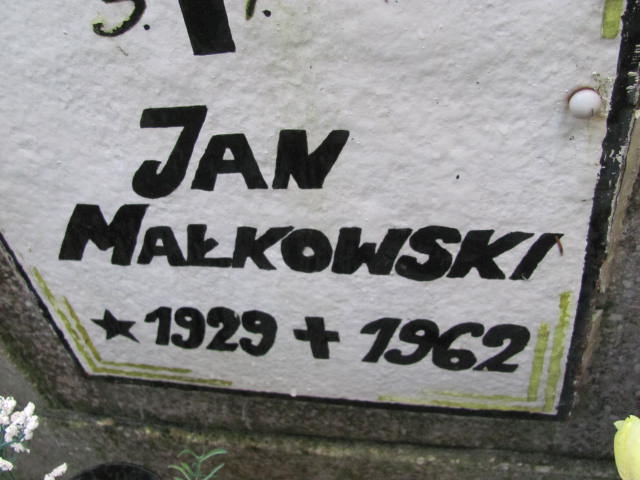 Ś. P.
JAN
MAŁKOWSKI
★ 1929 ✝ 1962